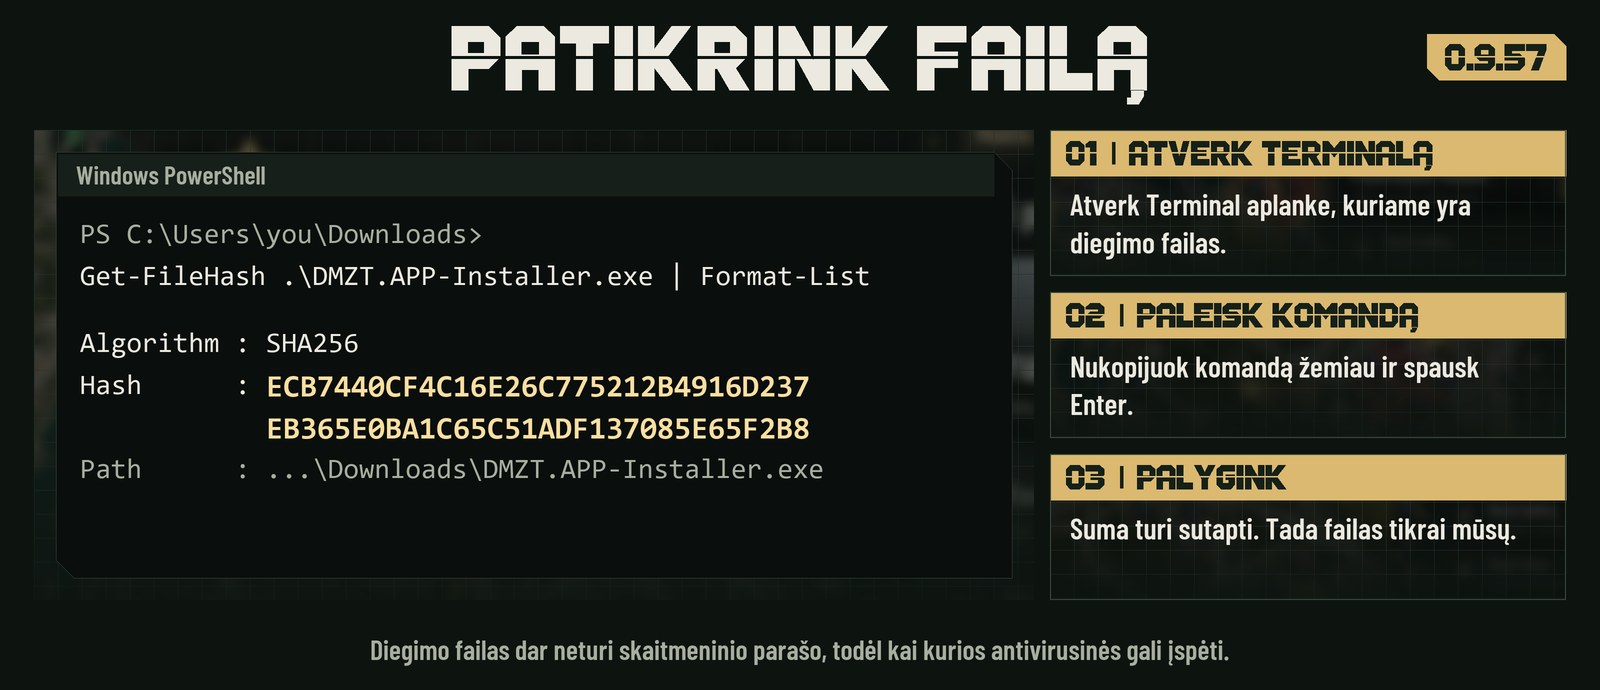 PATIKRINK FAILĄ
0.9.57
Windows PowerShell
PS C:\Users\you\Downloads>
Get-FileHash .\DMZT.APP-Installer.exe | Format-List
Algorithm : SHA256
Hash : ECB7440CF4C16E26C775212B4916D237
EB365E0BA1C65C51ADF137085E65F2B8
Path : ...\Downloads\DMZT.APP-Installer.exe
01 | ATVERK TERMINALĄ
Atverk Terminal aplanke, kuriame yra
diegimo failas.
02 | PALEISK KOMANDĄ
Nukopijuok komandą žemiau ir spausk
Enter.
03 | PALYGINK
Suma turi sutapti. Tada failas tikrai mūsų.
Diegimo failas dar neturi skaitmeninio parašo, todėl kai kurios antivirusinės gali įspėti.